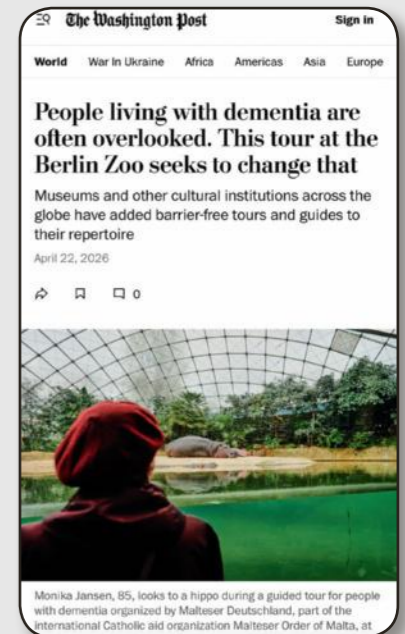 The Washington Post
Sign in
World War In Ukraine Africa Americas Asia Europe
People living with dementia are
often overlooked. This tour at the
Berlin Zoo seeks to change that
Museums and other cultural institutions across the
globe have added barrier-free tours and guides to
their repertoire
April 22, 2026
0
Monika Jansen, 85, looks to a hippo during a guided tour for people
with dementia organized by Malteser Deutschland, part of the
international Catholic aid organization Malteser Order of Malta, at